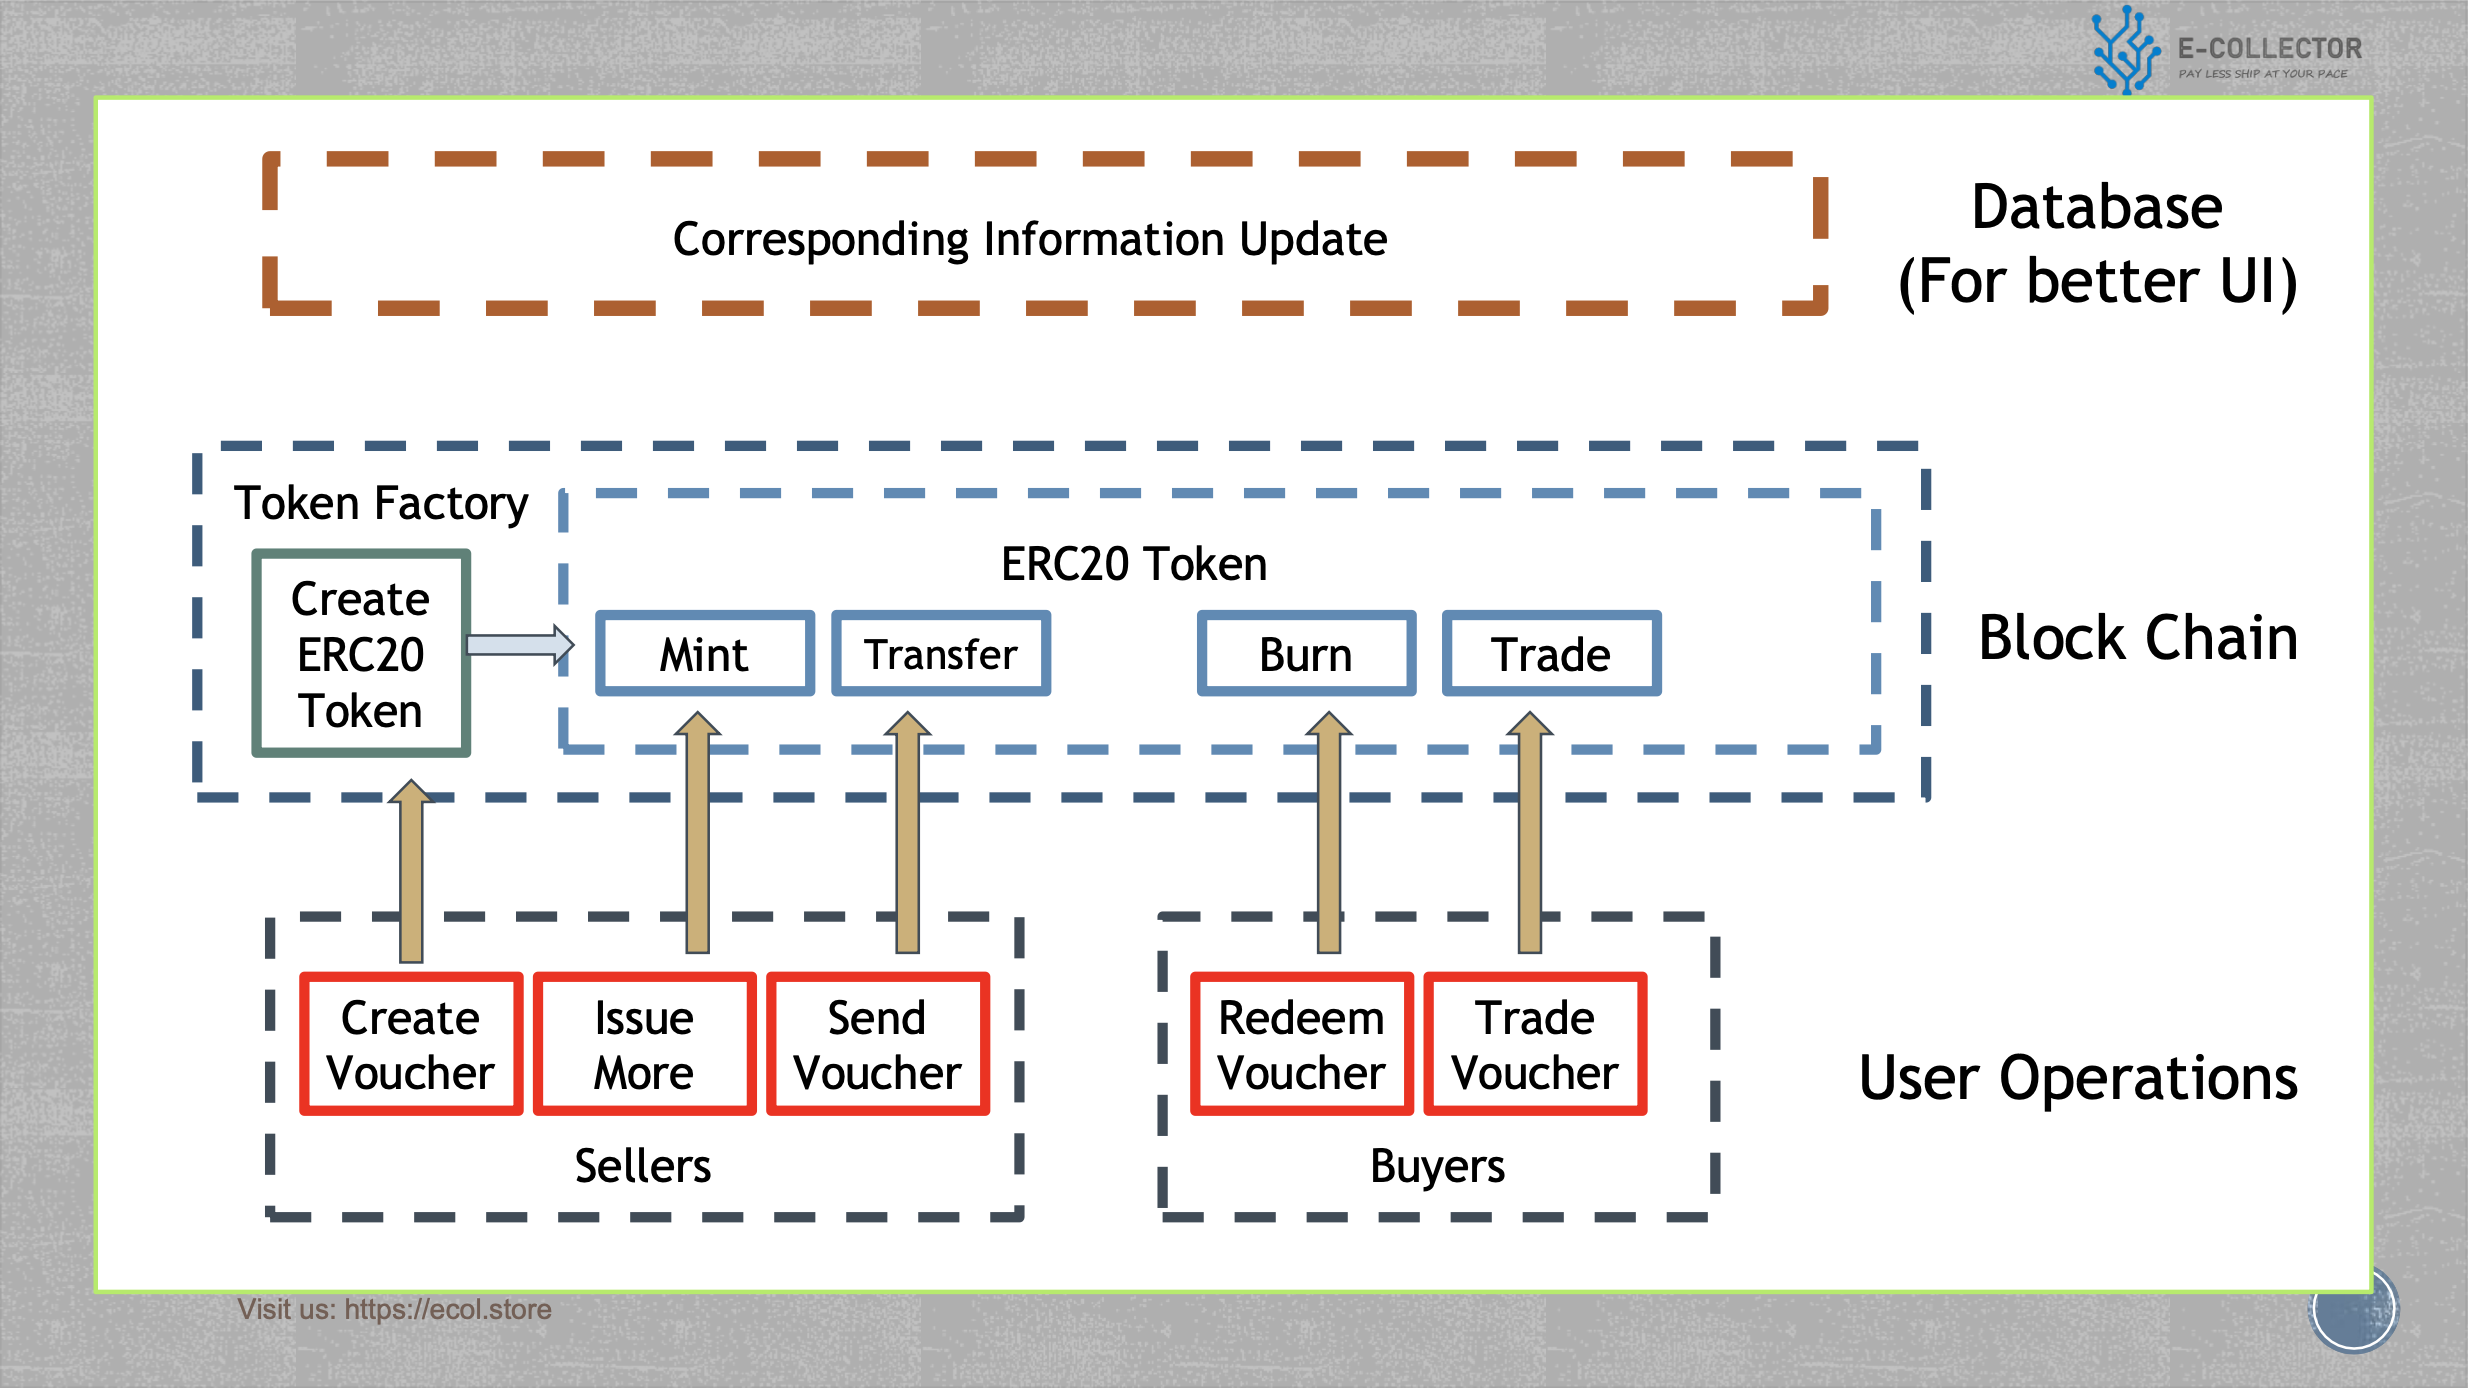 E-COLLECTOR
PAY LESS SHIP AT YOUR PACE
Corresponding Information Update
Database
(For better UI)
Token Factory
Create
ERC20
Token
ERC20 Token
Mint
Transfer
Burn
Trade
Block Chain
Create
Voucher
Issue
More
Send
Voucher
Sellers
Redeem
Voucher
Trade
Voucher
Buyers
User Operations
Visit us: https://ecol.store